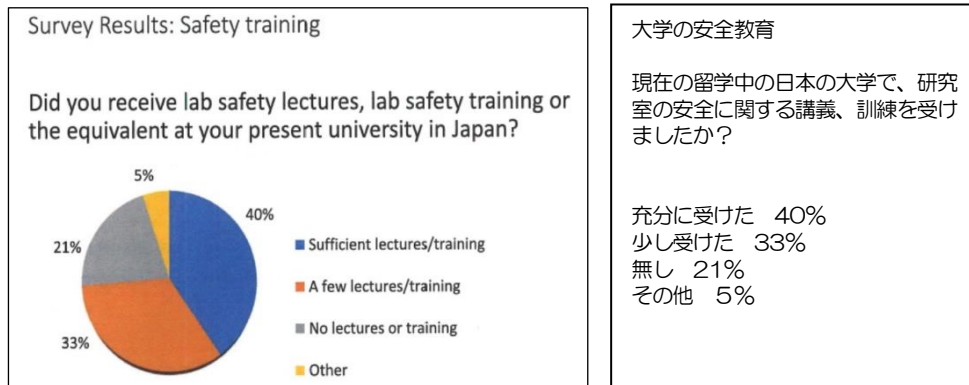 Survey Results: Safety training
Did you receive lab safety lectures, lab safety training or
the equivalent at your present university in Japan?
5%
40%
21%
33%
Sufficient lectures/training
A few lectures/training
No lectures or training
Other
大学の安全教育
現在の留学中の日本の大学で、研究
室の安全に関する講義、訓練を受け
ましたか？
充分に受けた　40%
少し受けた　33%
無し　21%
その他　5%